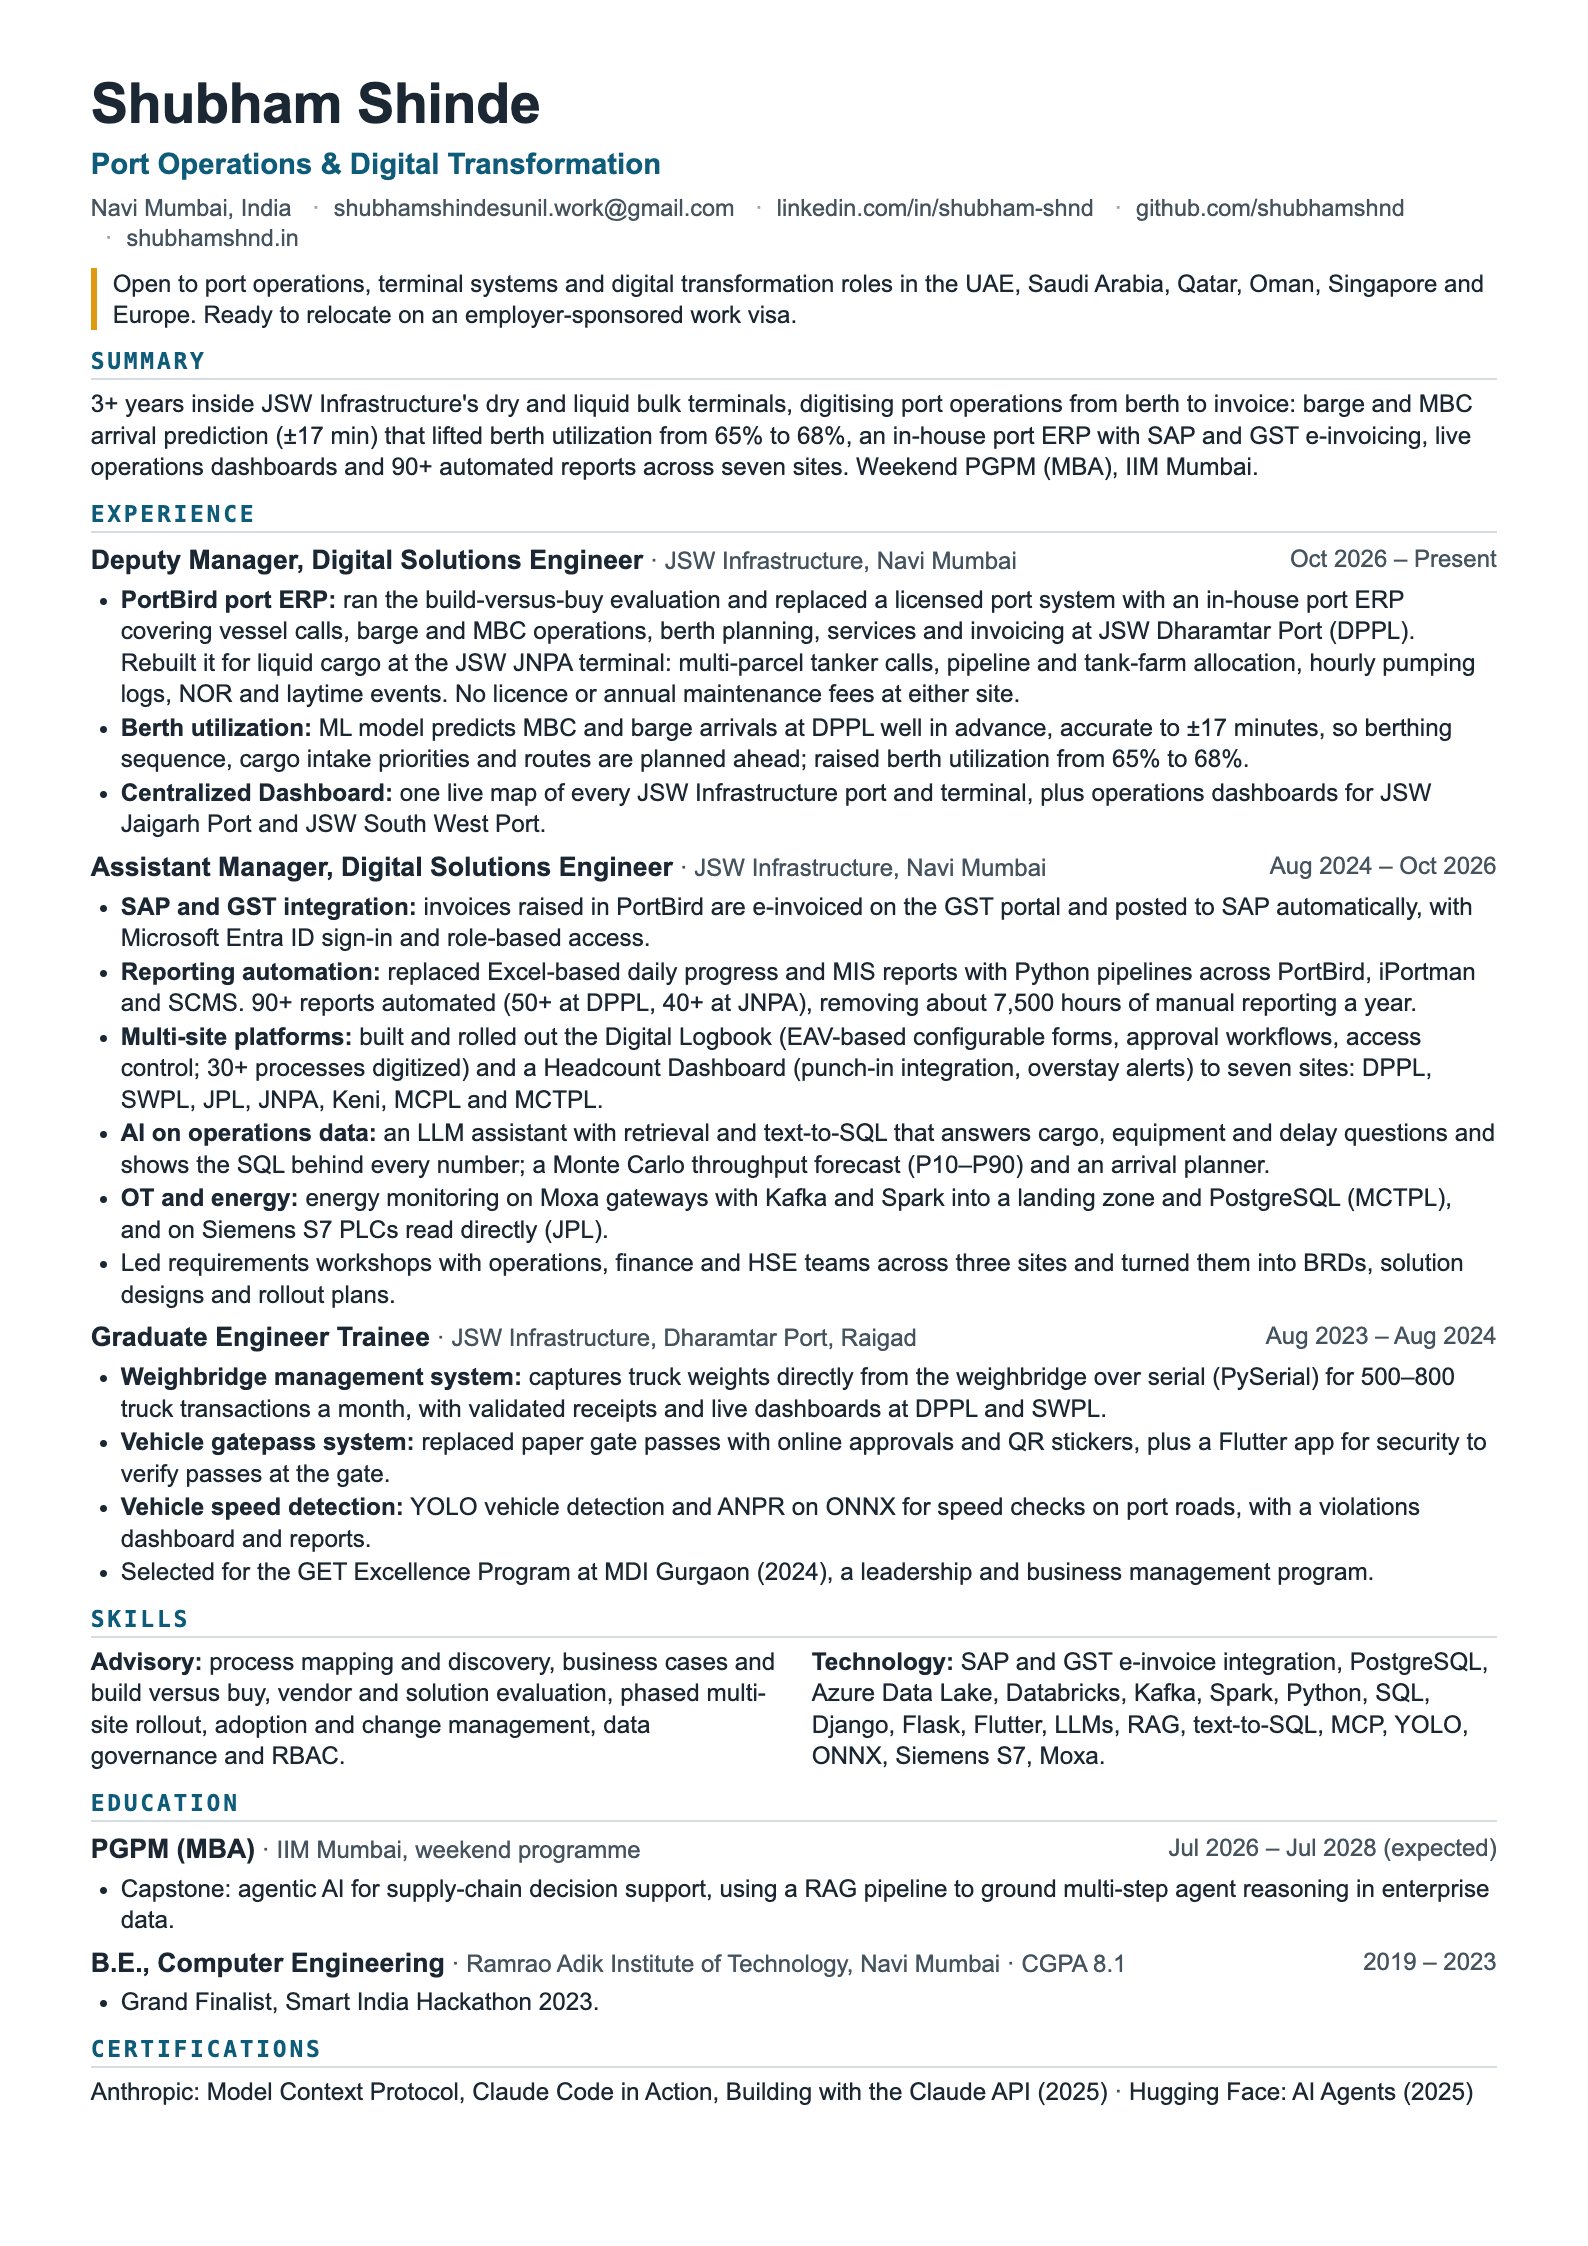 Shubham Shinde
Port Operations & Digital Transformation
Navi Mumbai, India · shubhamshindesunil.work@gmail.com · linkedin.com/in/shubham-shnd · github.com/shubhamshnd
· shubhamshnd.in
Open to port operations, terminal systems and digital transformation roles in the UAE, Saudi Arabia, Qatar, Oman, Singapore and
Europe. Ready to relocate on an employer-sponsored work visa.
SUMMARY
3+ years inside JSW Infrastructure's dry and liquid bulk terminals, digitising port operations from berth to invoice: barge and MBC
arrival prediction (±17 min) that lifted berth utilization from 65% to 68%, an in-house port ERP with SAP and GST e-invoicing, live
operations dashboards and 90+ automated reports across seven sites. Weekend PGPM (MBA), IIM Mumbai.
EXPERIENCE
Deputy Manager, Digital Solutions Engineer · JSW Infrastructure, Navi Mumbai Oct 2026 – Present
• PortBird port ERP: ran the build-versus-buy evaluation and replaced a licensed port system with an in-house port ERP
covering vessel calls, barge and MBC operations, berth planning, services and invoicing at JSW Dharamtar Port (DPPL).
Rebuilt it for liquid cargo at the JSW JNPA terminal: multi-parcel tanker calls, pipeline and tank-farm allocation, hourly pumping
logs, NOR and laytime events. No licence or annual maintenance fees at either site.
• Berth utilization: ML model predicts MBC and barge arrivals at DPPL well in advance, accurate to ±17 minutes, so berthing
sequence, cargo intake priorities and routes are planned ahead; raised berth utilization from 65% to 68%.
• Centralized Dashboard: one live map of every JSW Infrastructure port and terminal, plus operations dashboards for JSW
Jaigarh Port and JSW South West Port.
Assistant Manager, Digital Solutions Engineer · JSW Infrastructure, Navi Mumbai Aug 2024 – Oct 2026
• SAP and GST integration: invoices raised in PortBird are e-invoiced on the GST portal and posted to SAP automatically, with
Microsoft Entra ID sign-in and role-based access.
• Reporting automation: replaced Excel-based daily progress and MIS reports with Python pipelines across PortBird, iPortman
and SCMS. 90+ reports automated (50+ at DPPL, 40+ at JNPA), removing about 7,500 hours of manual reporting a year.
• Multi-site platforms: built and rolled out the Digital Logbook (EAV-based configurable forms, approval workflows, access
control; 30+ processes digitized) and a Headcount Dashboard (punch-in integration, overstay alerts) to seven sites: DPPL,
SWPL, JPL, JNPA, Keni, MCPL and MCTPL.
• AI on operations data: an LLM assistant with retrieval and text-to-SQL that answers cargo, equipment and delay questions and
shows the SQL behind every number; a Monte Carlo throughput forecast (P10–P90) and an arrival planner.
• OT and energy: energy monitoring on Moxa gateways with Kafka and Spark into a landing zone and PostgreSQL (MCTPL),
and on Siemens S7 PLCs read directly (JPL).
• Led requirements workshops with operations, finance and HSE teams across three sites and turned them into BRDs, solution
designs and rollout plans.
Graduate Engineer Trainee · JSW Infrastructure, Dharamtar Port, Raigad Aug 2023 – Aug 2024
• Weighbridge management system: captures truck weights directly from the weighbridge over serial (PySerial) for 500–800
truck transactions a month, with validated receipts and live dashboards at DPPL and SWPL.
• Vehicle gatepass system: replaced paper gate passes with online approvals and QR stickers, plus a Flutter app for security to
verify passes at the gate.
• Vehicle speed detection: YOLO vehicle detection and ANPR on ONNX for speed checks on port roads, with a violations
dashboard and reports.
• Selected for the GET Excellence Program at MDI Gurgaon (2024), a leadership and business management program.
SKILLS
Advisory: process mapping and discovery, business cases and
build versus buy, vendor and solution evaluation, phased multi-
site rollout, adoption and change management, data
governance and RBAC.
Technology: SAP and GST e-invoice integration, PostgreSQL,
Azure Data Lake, Databricks, Kafka, Spark, Python, SQL,
Django, Flask, Flutter, LLMs, RAG, text-to-SQL, MCP, YOLO,
ONNX, Siemens S7, Moxa.
EDUCATION
PGPM (MBA) · IIM Mumbai, weekend programme Jul 2026 – Jul 2028 (expected)
• Capstone: agentic AI for supply-chain decision support, using a RAG pipeline to ground multi-step agent reasoning in enterprise
data.
B.E., Computer Engineering · Ramrao Adik Institute of Technology, Navi Mumbai · CGPA 8.1 2019 – 2023
• Grand Finalist, Smart India Hackathon 2023.
CERTIFICATIONS
Anthropic: Model Context Protocol, Claude Code in Action, Building with the Claude API (2025) · Hugging Face: AI Agents (2025)